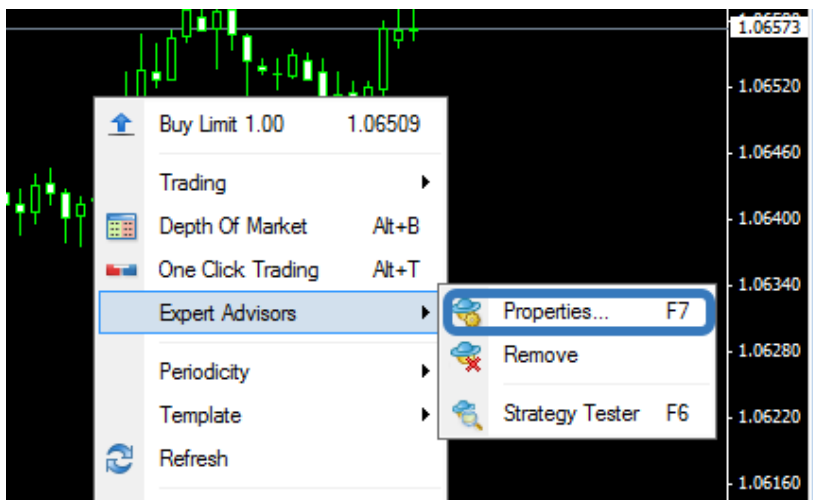 1.06573
1.06520
Buy Limit 1.00 1.06509
1.06460
Trading
Depth Of Market Alt+B
1.06400
One Click Trading Alt+T
1.06340
Expert Advisors
Properties... F7
Remove
1.06280
Periodicity
Template
Strategy Tester F6
1.06220
Refresh
1.06160